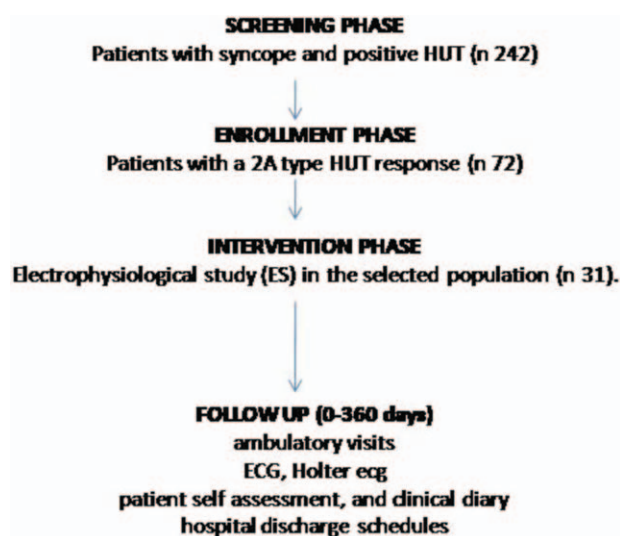 SCREENING PHASE
Patients with syncope and positive HUT (n 242)
ENROLLMENT PHASE
Patients with a 2A type HUT response (n 72)
INTERVENTION PHASE
Electrophysiological study (ES) in the selected population (n 31).
FOLLOW UP (0-360 days)
ambulatory visits
ECG, Holter ecg
patient self assessment, and clinical diary
hospital discharge schedules